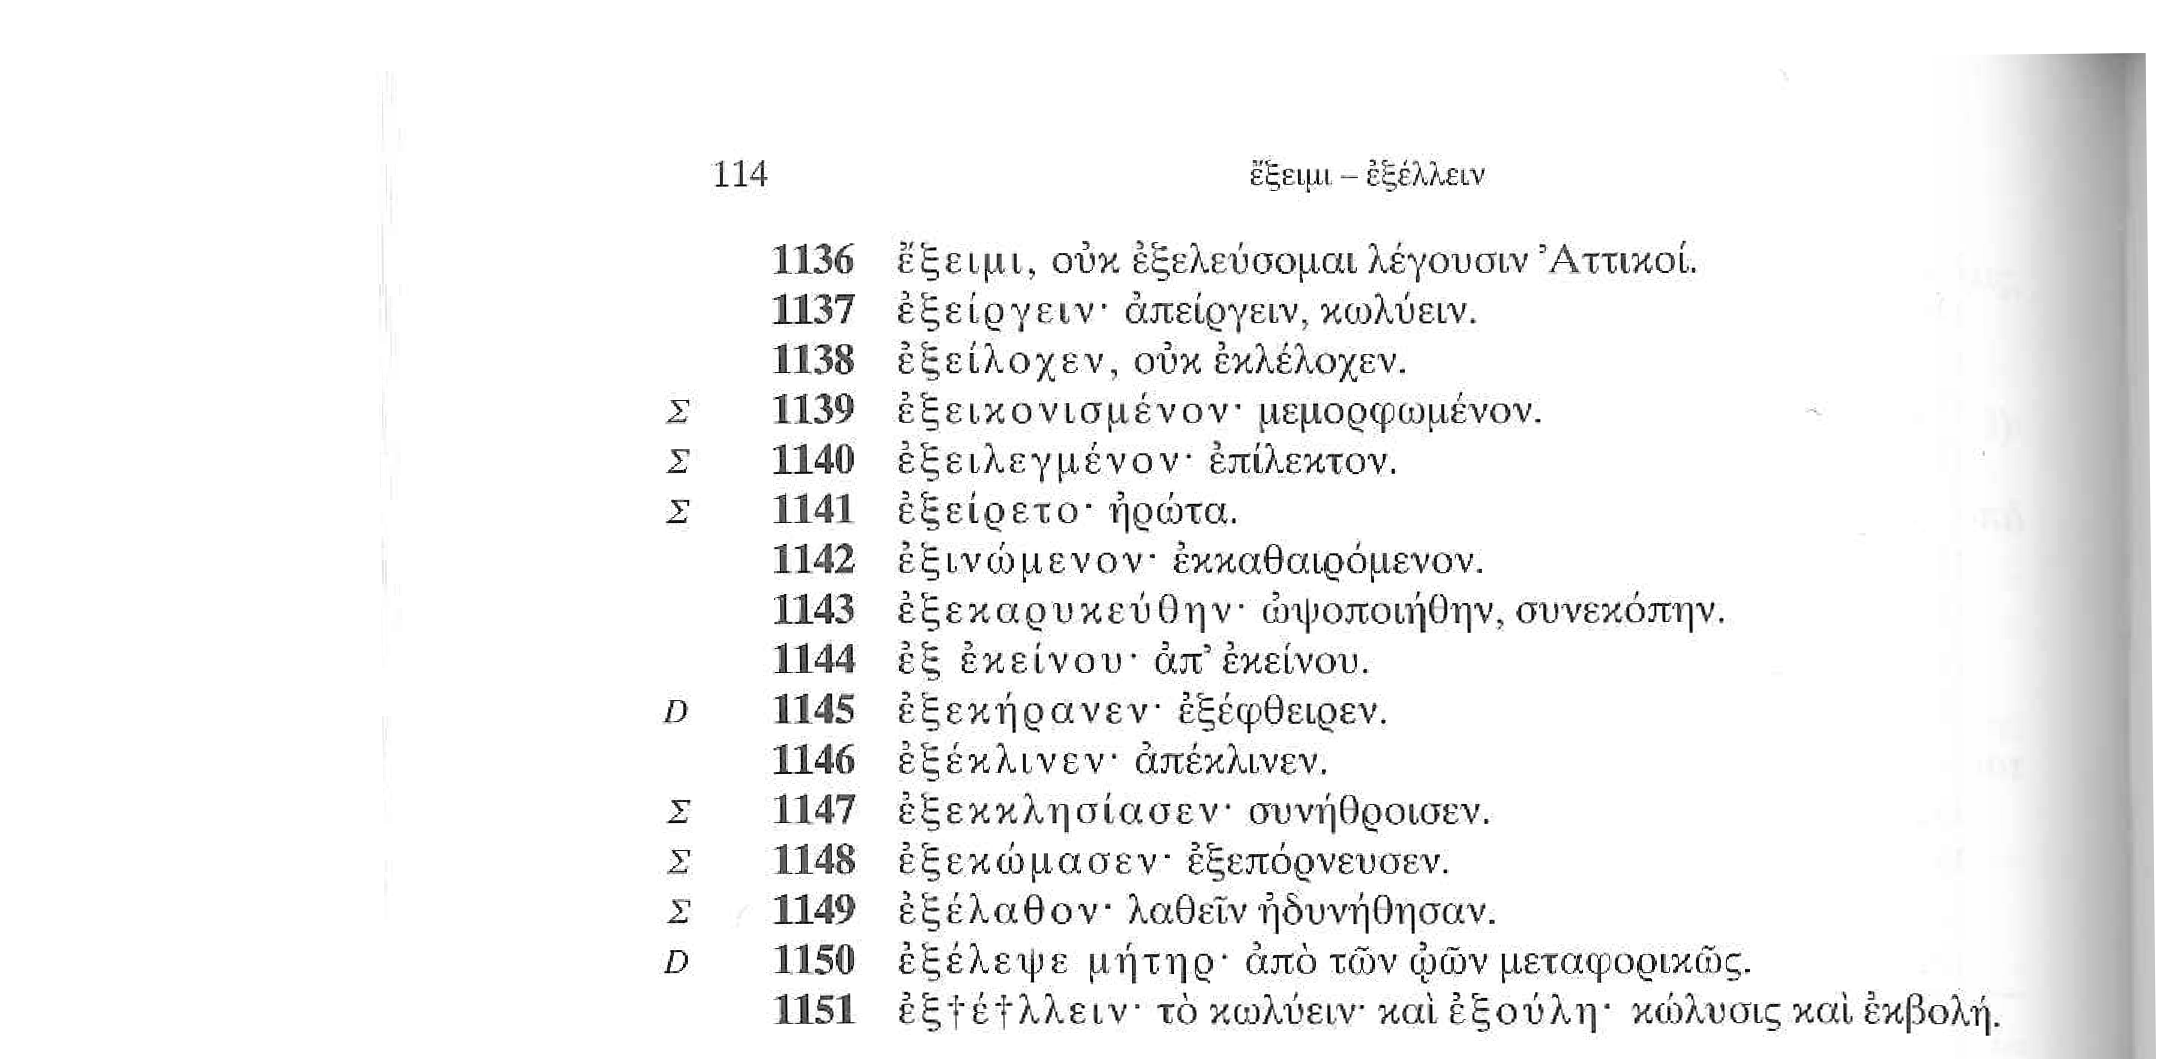 114 ἔξειμι – ἐξέλλειν
1136 ἔξειμι, οὐκ ἐξελεύσομαι λέγουσιν Ἀττικοί.
1137 ἐξείργειν· ἀπείργειν, κωλύειν.
1138 ἐξείλοχεν, οὐκ ἐκλέλοχεν.
Σ 1139 ἐξεικονισμένον· μεμορφωμένον.
Σ 1140 ἐξειλεγμένον· ἐπίλεκτον.
Σ 1141 ἐξείρετο· ἠρώτα.
1142 ἐξινώμενον· ἐκκαθαιρόμενον.
1143 ἐξεκαρυκεύθην· ὠψοποιήθην, συνεκόπην.
1144 ἐξ ἐκείνου· ἀπ’ ἐκείνου.
D 1145 ἐξεκήρανεν· ἐξέφθειρεν.
1146 ἐξέκλινεν· ἀπέκλινεν.
Σ 1147 ἐξεκκλησίασεν· συνήθροισεν.
Σ 1148 ἐξεκώμασεν· ἐξεπόρνευσεν.
Σ 1149 ἐξέλαθον· λαθεῖν ἠδυνήθησαν.
D 1150 ἐξέλεψε μήτηρ· ἀπὸ τῶν ᾠῶν μεταφορικῶς.
1151 ἐξ†έ†λλειν· τὸ κωλύειν· καὶ ἐξούλη· κώλυσις καὶ ἐκβολή.